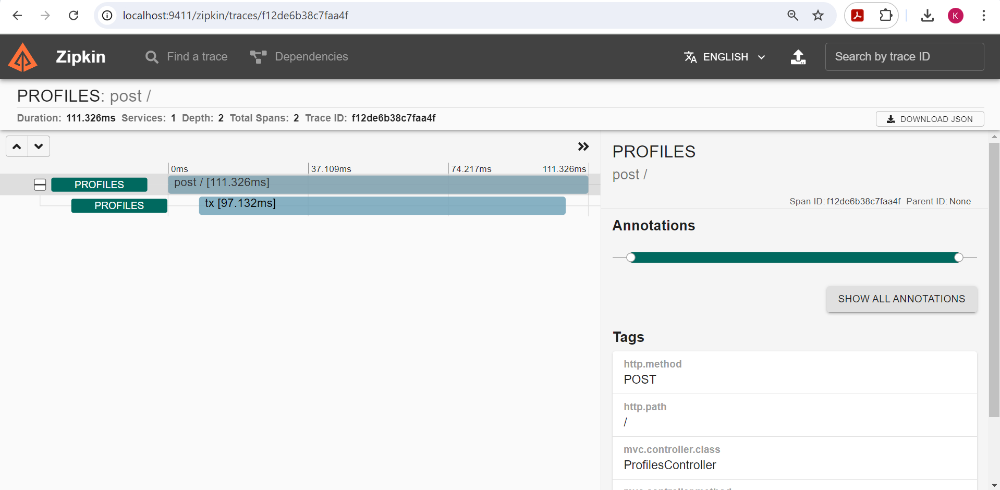 localhost:9411/zipkin/traces/f12de6b38c7faa4f
K
Zipkin
Find a trace
Dependencies
ENGLISH
Search by trace ID
PROFILES: post /
Duration: 111.326ms Services: 1 Depth: 2 Total Spans: 2 Trace ID: f12de6b38c7faa4f
DOWNLOAD JSON
0ms 37.109ms 74.217ms 111.326ms
PROFILES post / [111.326ms]
PROFILES tx [97.132ms]
PROFILES
post /
Span ID: f12de6b38c7faa4f Parent ID: None
Annotations
SHOW ALL ANNOTATIONS
Tags
http.method
POST
http.path
/
mvc.controller.class
ProfilesController